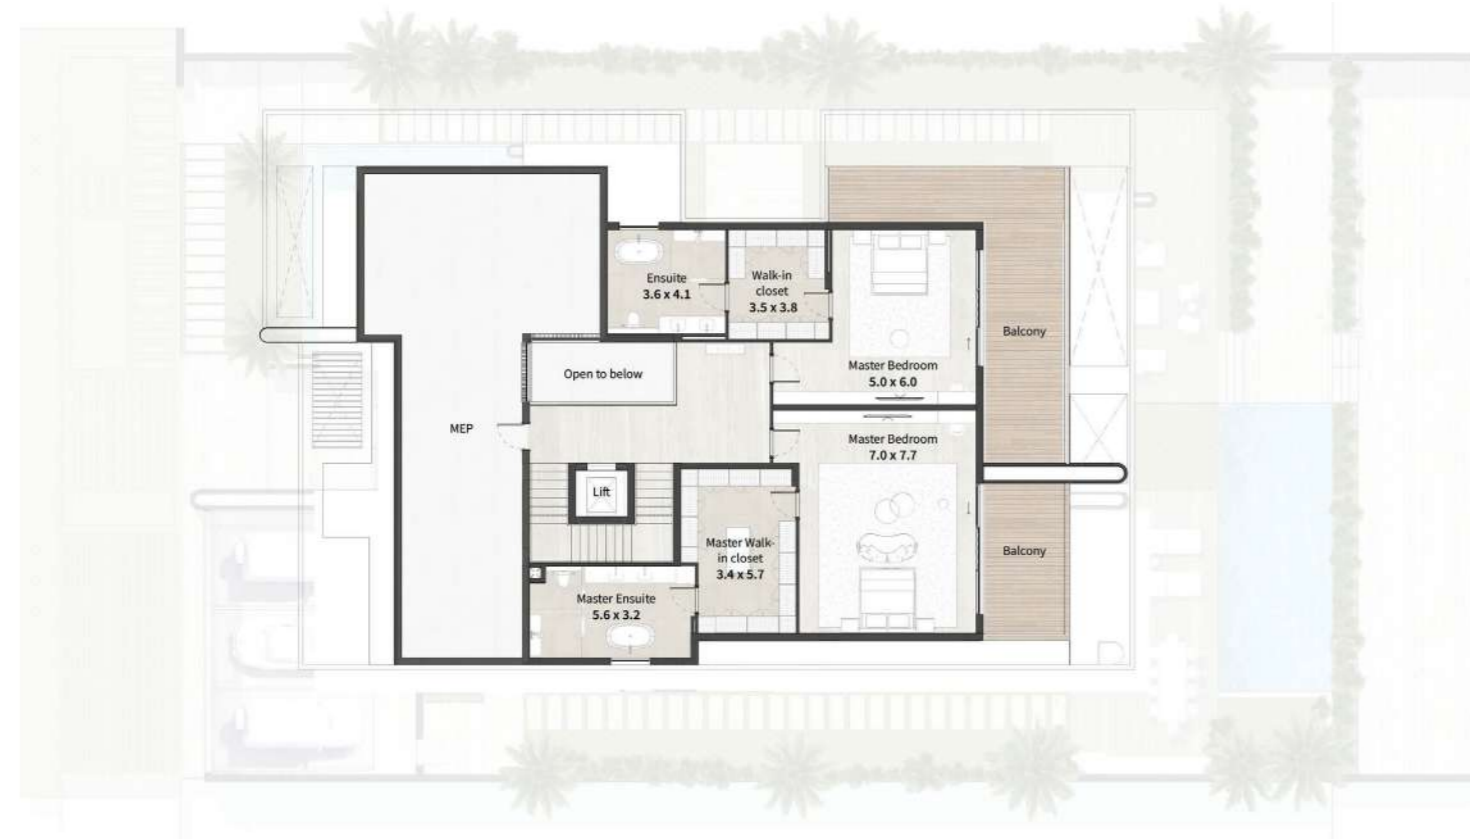 Ensuite
3.6 x 4.1
Walk-in
closet
3.5 x 3.8
Balcony
Open to below
Master Bedroom
5.0 x 6.0
MEP
Master Bedroom
7.0 x 7.7
Lift
Master Walk-
in closet
3.4 x 5.7
Balcony
Master Ensuite
5.6 x 3.2